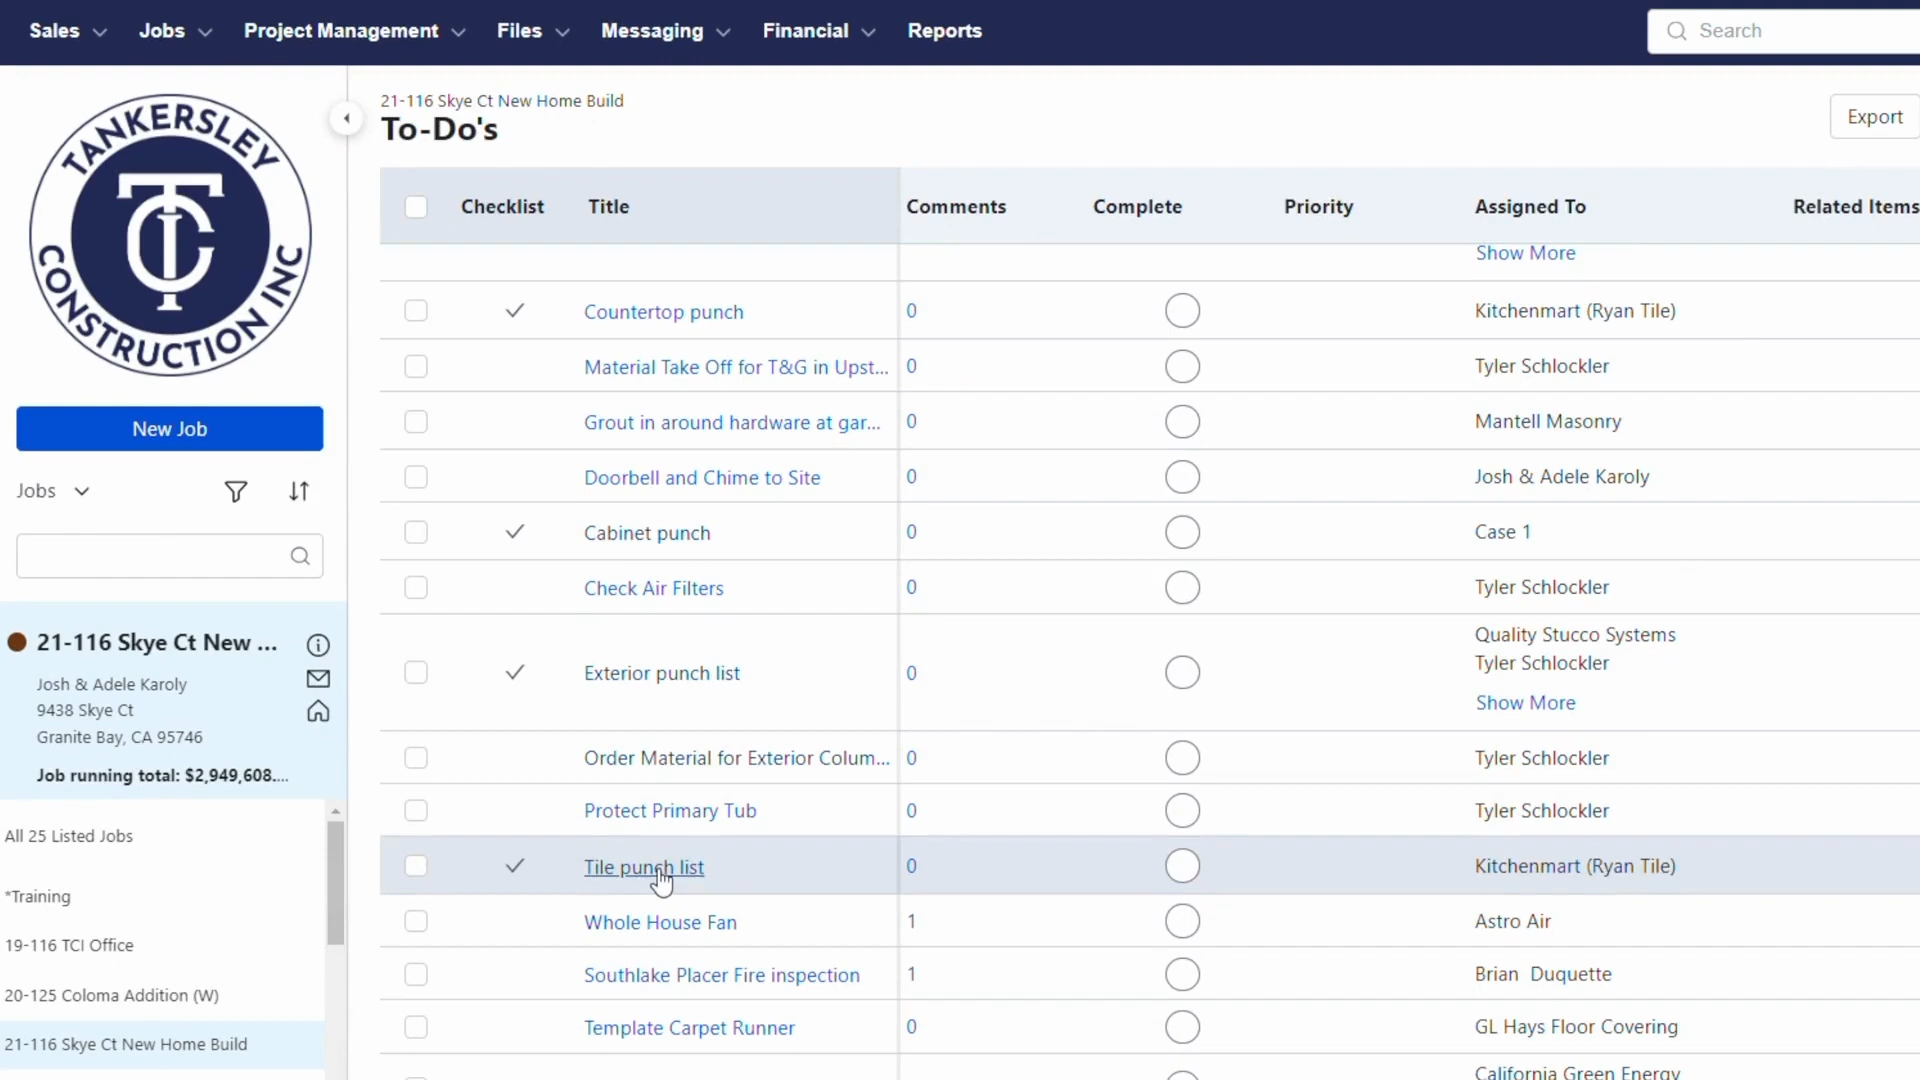 Sales Jobs Project Management Files Messaging Financial Reports Search
TANKERSLEY
CONSTRUCTION INC
TC
New Job
Jobs
21-116 Skye Ct New ...
Josh & Adele Karoly
9438 Skye Ct
Granite Bay, CA 95746
Job running total: $2,949,608....
All 25 Listed Jobs
*Training
19-116 TCI Office
20-125 Coloma Addition (W)
21-116 Skye Ct New Home Build
21-116 Skye Ct New Home Build
To-Do's
Export
Checklist Title Comments Complete Priority Assigned To Related Items
Show More
Countertop punch 0 Kitchenmart (Ryan Tile)
Material Take Off for T&G in Upst... 0 Tyler Schlockler
Grout in around hardware at gar... 0 Mantell Masonry
Doorbell and Chime to Site 0 Josh & Adele Karoly
Cabinet punch 0 Case 1
Check Air Filters 0 Tyler Schlockler
Quality Stucco Systems
Exterior punch list 0 Tyler Schlockler
Show More
Order Material for Exterior Colum... 0 Tyler Schlockler
Protect Primary Tub 0 Tyler Schlockler
Tile punch list 0 Kitchenmart (Ryan Tile)
Whole House Fan 1 Astro Air
Southlake Placer Fire inspection 1 Brian Duquette
Template Carpet Runner 0 GL Hays Floor Covering
California Green Energy